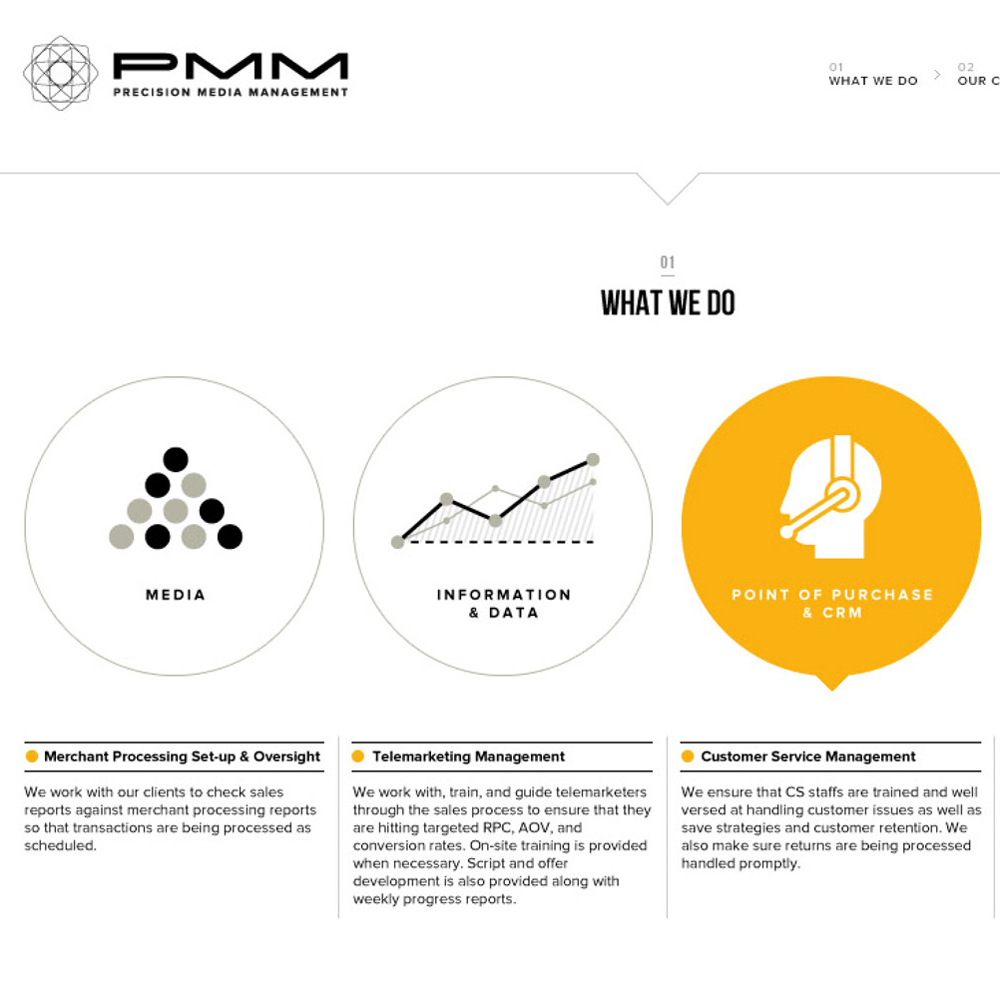 PMM
PRECISION MEDIA MANAGEMENT
01
WHAT WE DO
02
OUR C
01
WHAT WE DO
MEDIA
INFORMATION
& DATA
POINT OF PURCHASE
& CRM
Merchant Processing Set-up & Oversight
We work with our clients to check sales
reports against merchant processing reports
so that transactions are being processed as
scheduled.
Telemarketing Management
We work with, train, and guide telemarketers
through the sales process to ensure that they
are hitting targeted RPC, AOV, and
conversion rates. On-site training is provided
when necessary. Script and offer
development is also provided along with
weekly progress reports.
Customer Service Management
We ensure that CS staffs are trained and well
versed at handling customer issues as well as
save strategies and customer retention. We
also make sure returns are being processed
handled promptly.